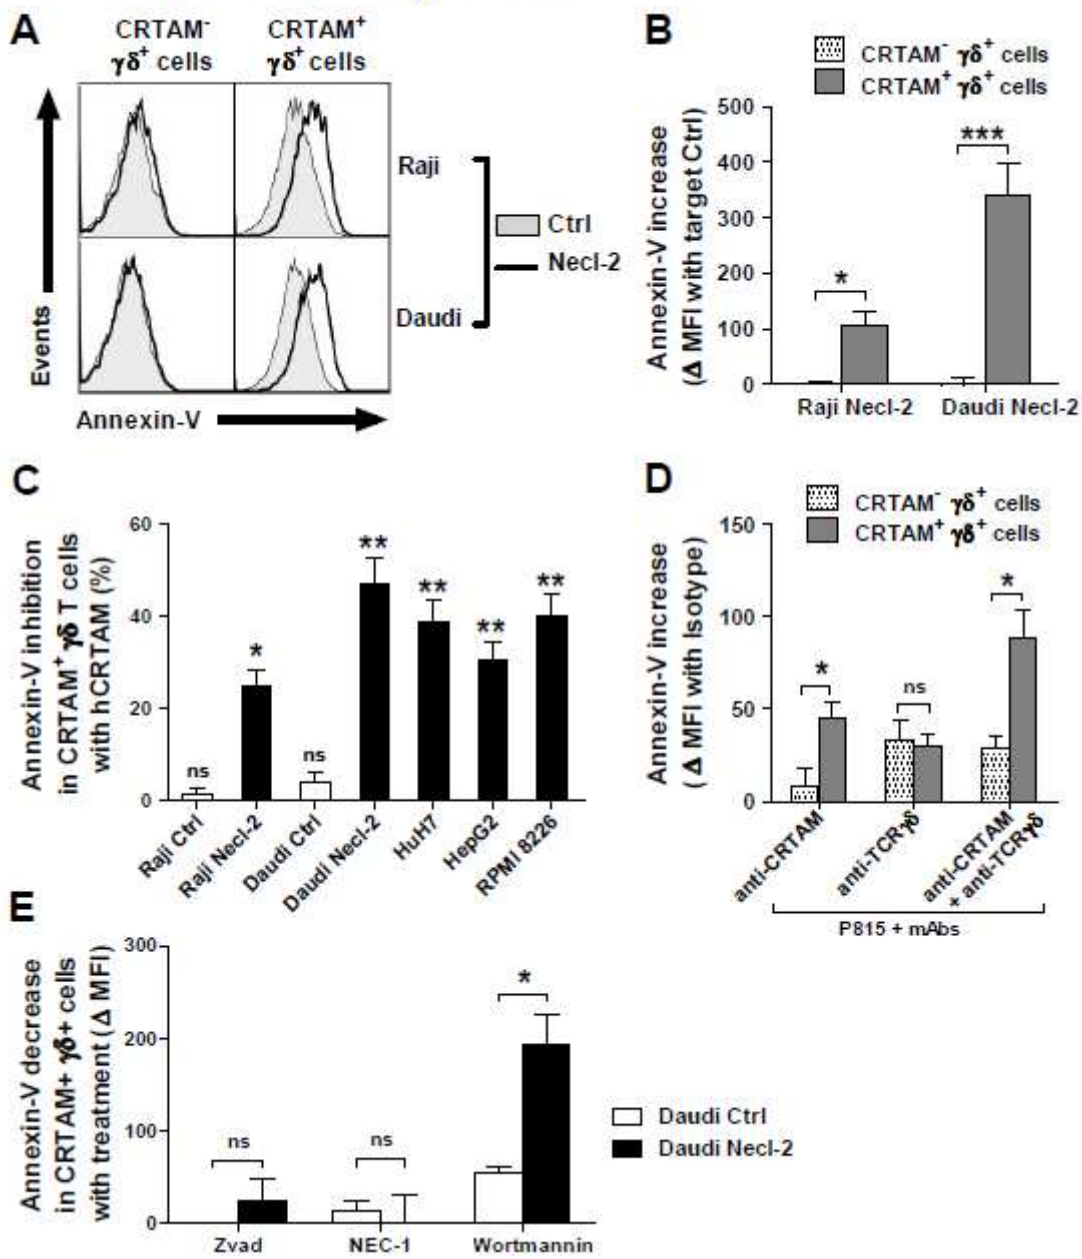 A
CRTAM- CRTAM+
γδ+ cells γδ+ cells
Raji
Daudi
Ctrl
Necl-2
Events
Annexin-V
B
CRTAM- γδ+ cells
CRTAM+ γδ+ cells
Annexin-V increase
(Δ MFI with target Ctrl)
500
400
300
200
100
0
*
***
Raji Necl-2 Daudi Necl-2
C
Annexin-V inhibition
in CRTAM+ γδ T cells
with hCRTAM (%)
60
40
20
0
ns
*
ns
**
**
**
**
Raji Ctrl
Raji Necl-2
Daudi Ctrl
Daudi Necl-2
HuH7
HepG2
RPMI 8226
D
CRTAM- γδ+ cells
CRTAM+ γδ+ cells
Annexin-V increase
(Δ MFI with Isotype)
150
100
50
0
*
ns
*
anti-CRTAM
anti-TCRγδ
anti-CRTAM
+ anti-TCRγδ
P815 + mAbs
E
Annexin-V decrease
in CRTAM+ γδ+ cells
with treatment (Δ MFI)
300
200
100
0
ns
ns
*
Zvad NEC-1 Wortmannin
Daudi Ctrl
Daudi Necl-2